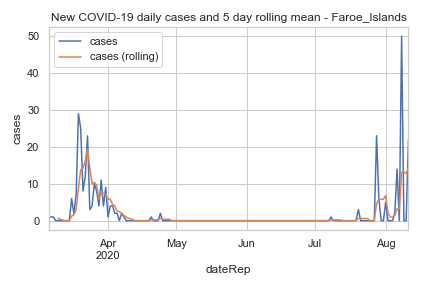 New COVID-19 daily cases and 5 day rolling mean - Faroe_Islands
cases
cases (rolling)
50
40
30
20
10
0
cases
Apr
2020
May
Jun
Jul
Aug
dateRep